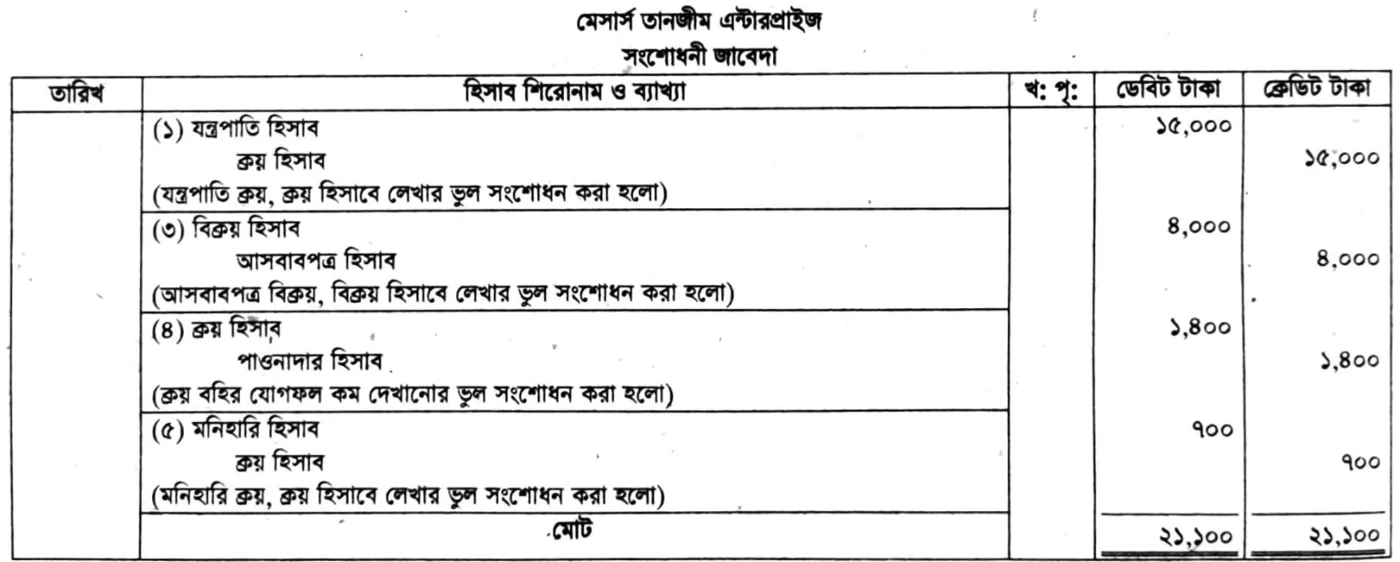 মেসার্স তানজীম এন্টারপ্রাইজ
সংশোধনী জাবেদা
তারিখ হিসাব শিরোনাম ও ব্যাখ্যা খ: পৃ: ডেবিট টাকা ক্রেডিট টাকা
(১) যন্ত্রপাতি হিসাব ১৫,০০০
ক্রয় হিসাব ১৫,০০০
(যন্ত্রপাতি ক্রয়, ক্রয় হিসাবে লেখার ভুল সংশোধন করা হলো)
(৩) বিক্রয় হিসাব ৪,০০০
আসবাবপত্র হিসাব ৪,০০০
(আসবাবপত্র বিক্রয়, বিক্রয় হিসাবে লেখার ভুল সংশোধন করা হলো)
(৪) ক্রয় হিসাব ১,৪০০
পাওনাদার হিসাব ১,৪০০
(ক্রয় বহির যোগফল কম দেখানোর ভুল সংশোধন করা হলো)
(৫) মনিহারি হিসাব ৭০০
ক্রয় হিসাব ৭০০
(মনিহারি ক্রয়, ক্রয় হিসাবে লেখার ভুল সংশোধন করা হলো)
মোট ২১,১০০ ২১,১০০